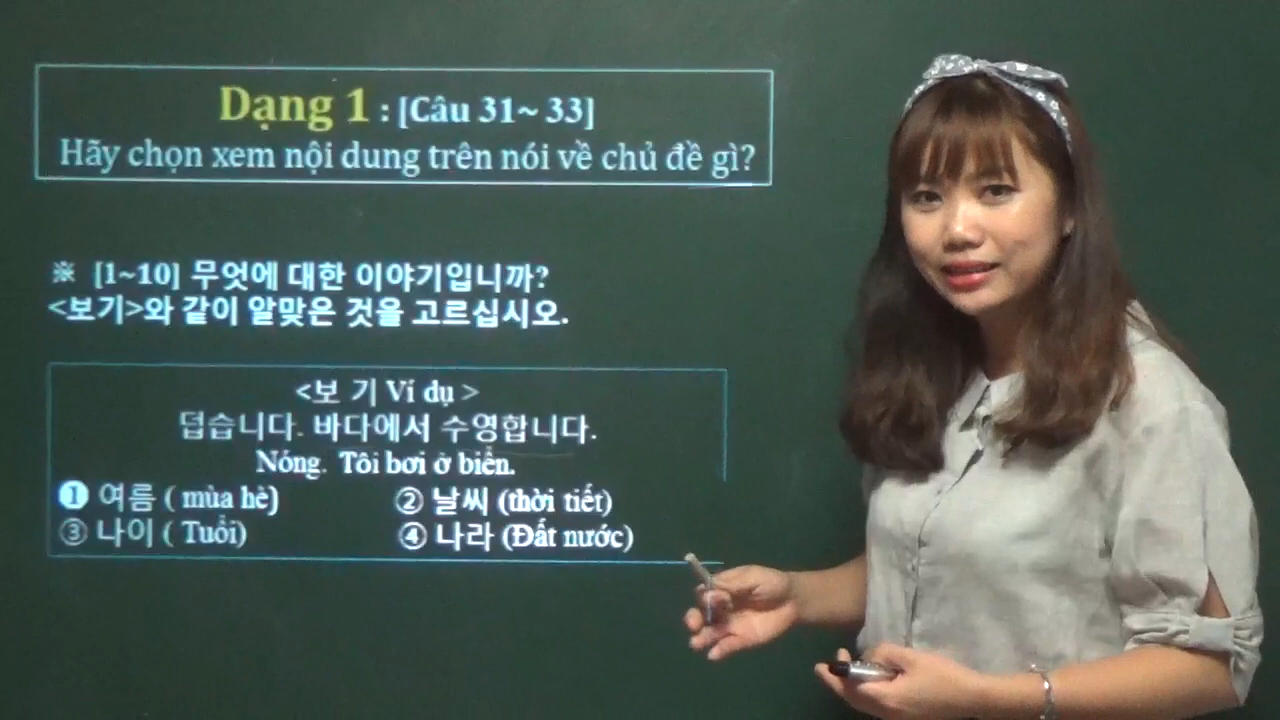 Dạng 1 : [Câu 31~ 33]
Hãy chọn xem nội dung trên nói về chủ đề gì?
※ [1~10] 무엇에 대한 이야기입니까?
<보기>와 같이 알맞은 것을 고르십시오.
<보 기 Ví dụ >
덥습니다. 바다에서 수영합니다.
Nóng. Tôi bơi ở biển.
❶ 여름 ( mùa hè) ②날씨 (thời tiết)
③ 나이 ( Tuổi) ④ 나라 (Đất nước)